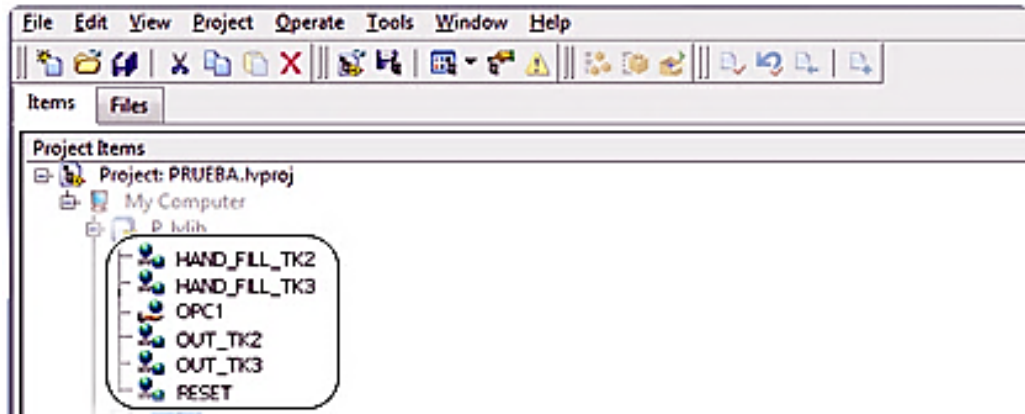 File Edit View Project Operate Tools Window Help
Items Files
Project Items
Project: PRUEBA.lvproj
My Computer
P.lvlib
HAND_FILL_TK2
HAND_FILL_TK3
OPC1
OUT_TK2
OUT_TK3
RESET